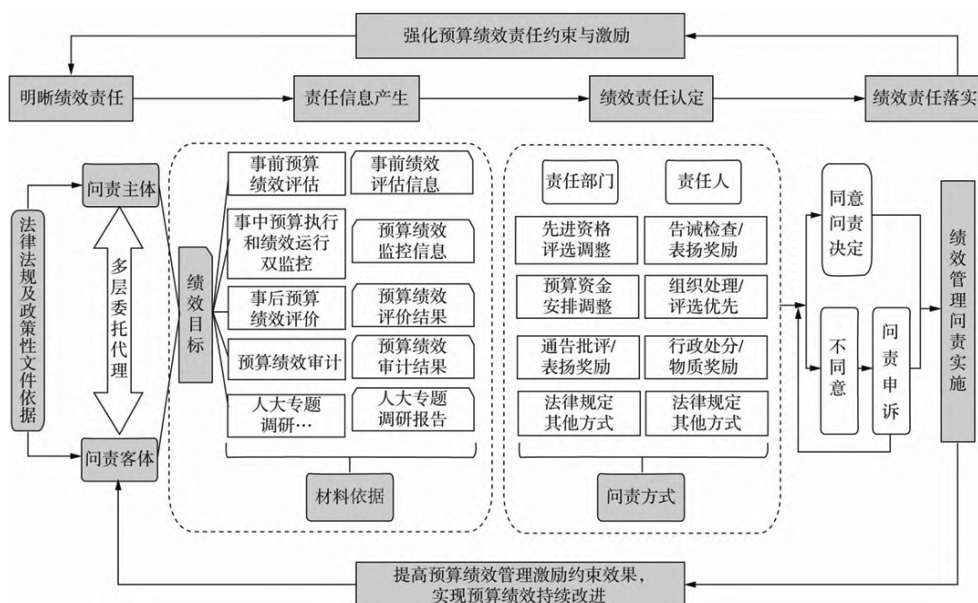 强化预算绩效责任约束与激励
明晰绩效责任
责任信息产生
绩效责任认定
绩效责任落实
法律法规及政策性文件依据
问责主体
多层委托代理
问责客体
绩效目标
事前预算
绩效评估
事前绩效
评估信息
事中预算执行
和绩效运行
双监控
预算绩效
监控信息
事后预算
绩效评价
预算绩效
评价结果
预算绩效审计
预算绩效
审计结果
人大专题
调研…
人大专题
调研报告
材料依据
责任部门
责任人
先进资格
评选调整
告诫检查/
表扬奖励
预算资金
安排调整
组织处理/
评选优先
通告批评/
表扬奖励
行政处分/
物质奖励
法律规定
其他方式
法律规定
其他方式
问责方式
同意
问责
决定
不同意
问责申诉
绩效管理问责实施
提高预算绩效管理激励约束效果，
实现预算绩效持续改进